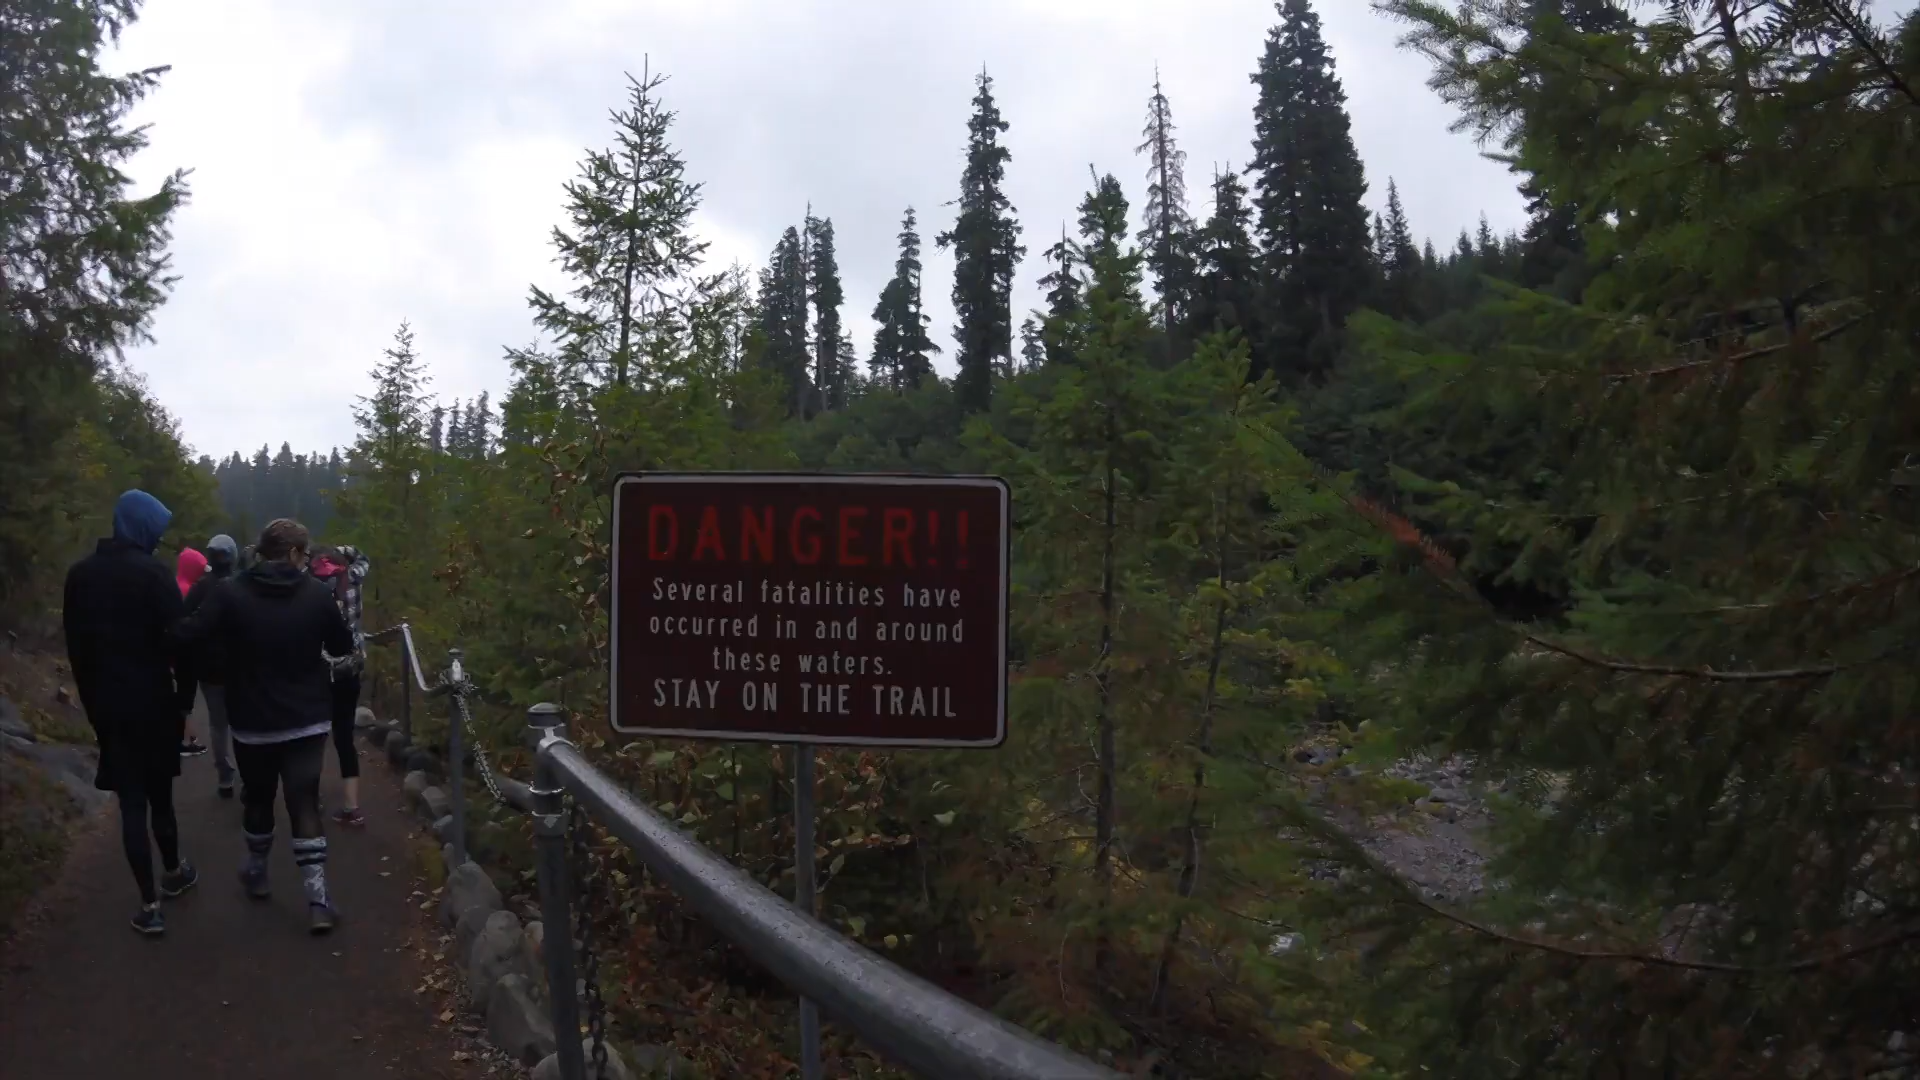 DANGER!!
Several fatalities have
occurred in and around
these waters.
STAY ON THE TRAIL